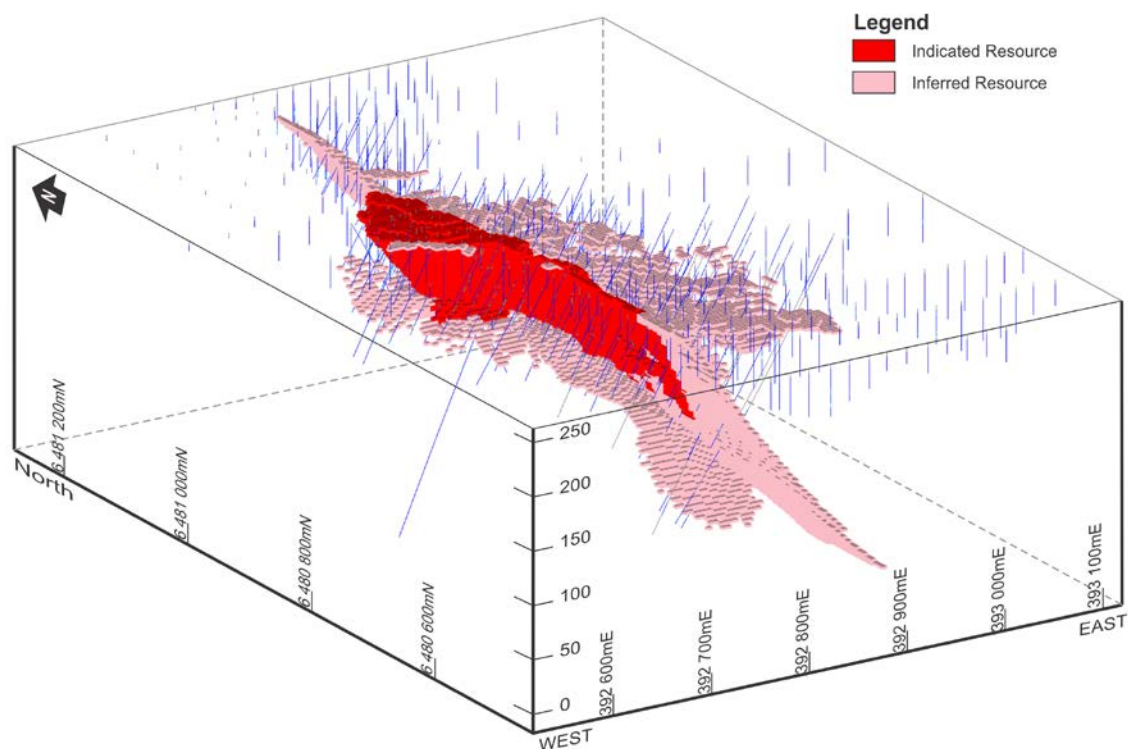 Legend
Indicated Resource
Inferred Resource
N
250
200
150
100
50
0
North
6 481 200mN
6 481 000mN
6 480 800mN
6 480 600mN
WEST
392 600mE
392 700mE
392 800mE
392 900mE
393 000mE
393 100mE
EAST